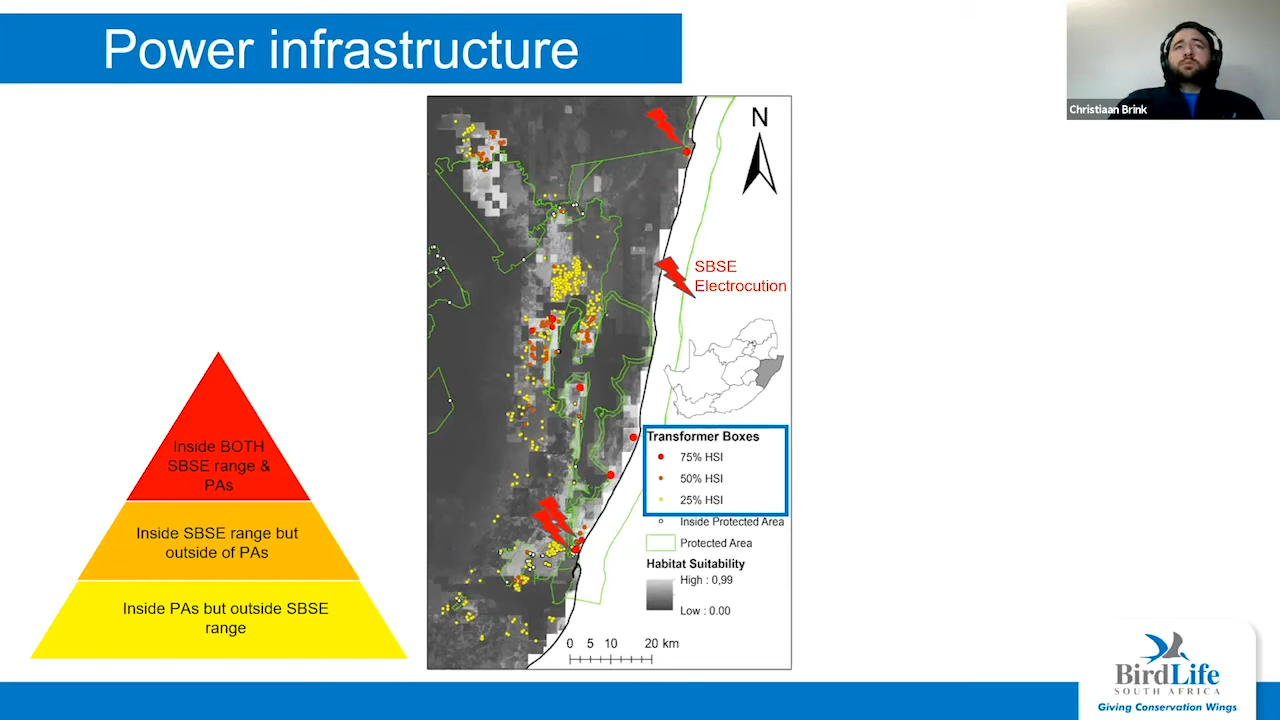 Power infrastructure
Christiaan Brink
N
SBSE
Electrocution
Inside BOTH
SBSE range &
PAs
Inside SBSE range but
outside of PAs
Inside PAs but outside SBSE
range
Transformer Boxes
75% HSI
50% HSI
25% HSI
Inside Protected Area
Protected Area
Habitat Suitability
High : 0,99
Low : 0.00
0 5 10 20 km
BirdLife
SOUTH AFRICA
Giving Conservation Wings